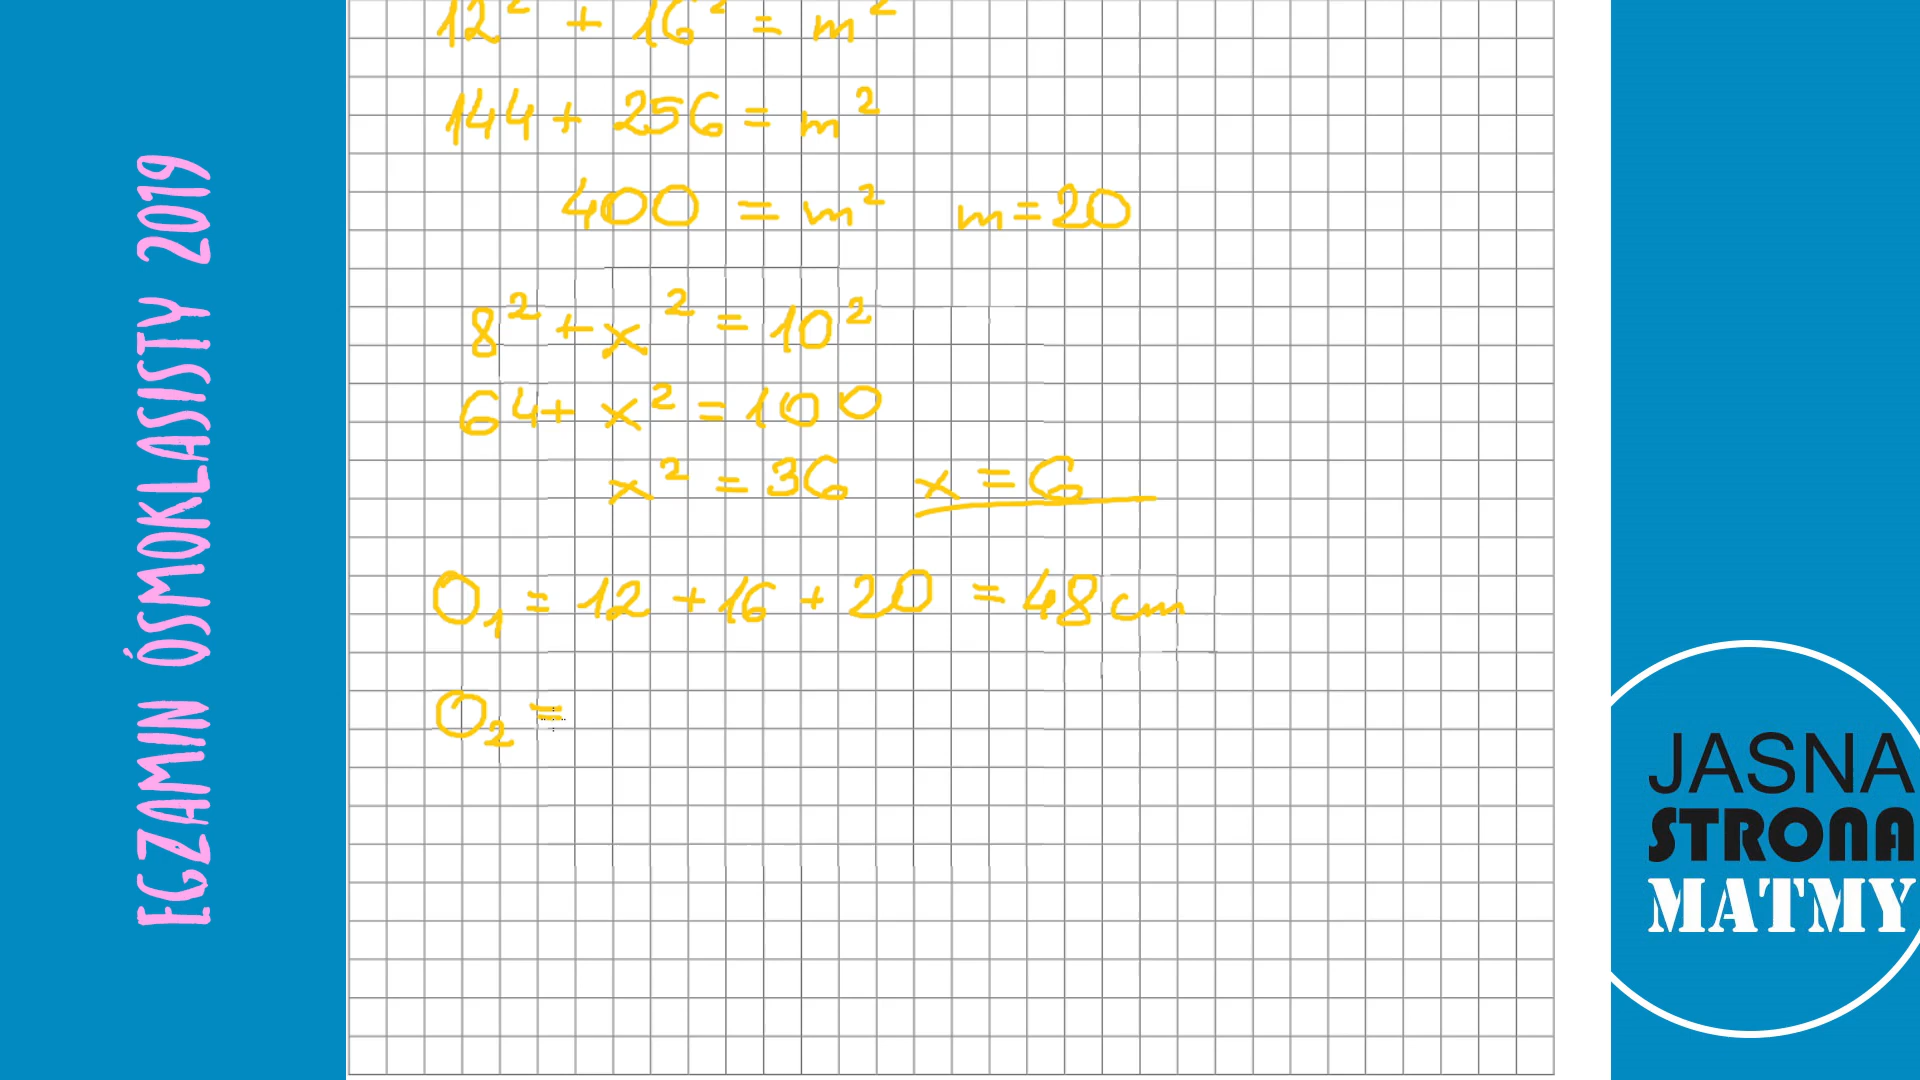 EGZAMIN ÓSMOKLASISTY 2019
12² + 16² = m²
144 + 256 = m²
400 = m² m = 20
8² + x² = 10²
64 + x² = 100
x² = 36 x = 6
O₁ = 12 + 16 + 20 = 48 cm
O₂ =
JASNA
STRONA
MATMY